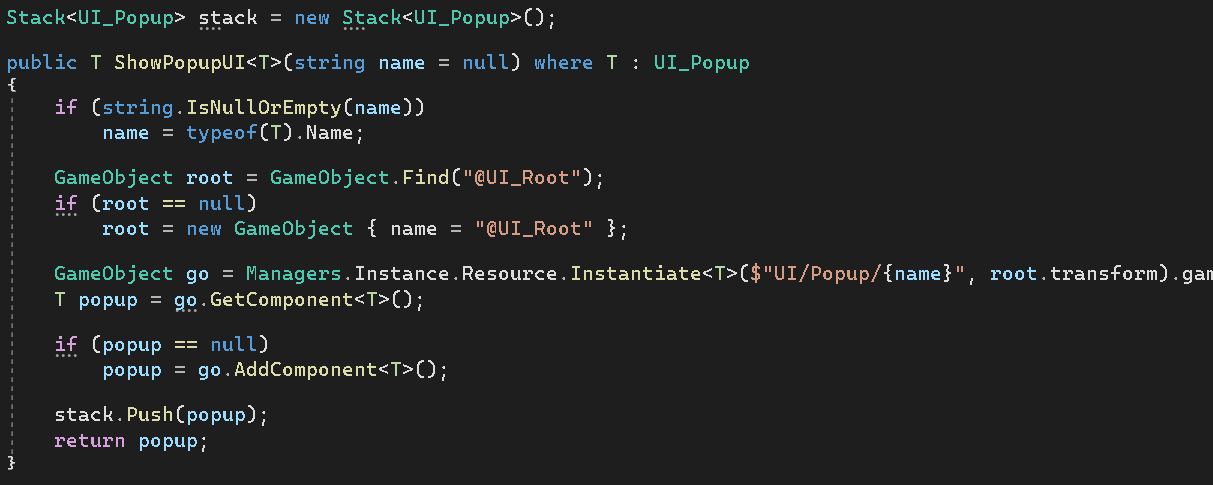 Stack<UI_Popup> stack = new Stack<UI_Popup>();
public T ShowPopupUI<T>(string name = null) where T : UI_Popup
{
if (string.IsNullOrEmpty(name))
name = typeof(T).Name;
GameObject root = GameObject.Find("@UI_Root");
if (root == null)
root = new GameObject { name = "@UI_Root" };
GameObject go = Managers.Instance.Resource.Instantiate<T>($"UI/Popup/{name}", root.transform).gam
T popup = go.GetComponent<T>();
if (popup == null)
popup = go.AddComponent<T>();
stack.Push(popup);
return popup;
}